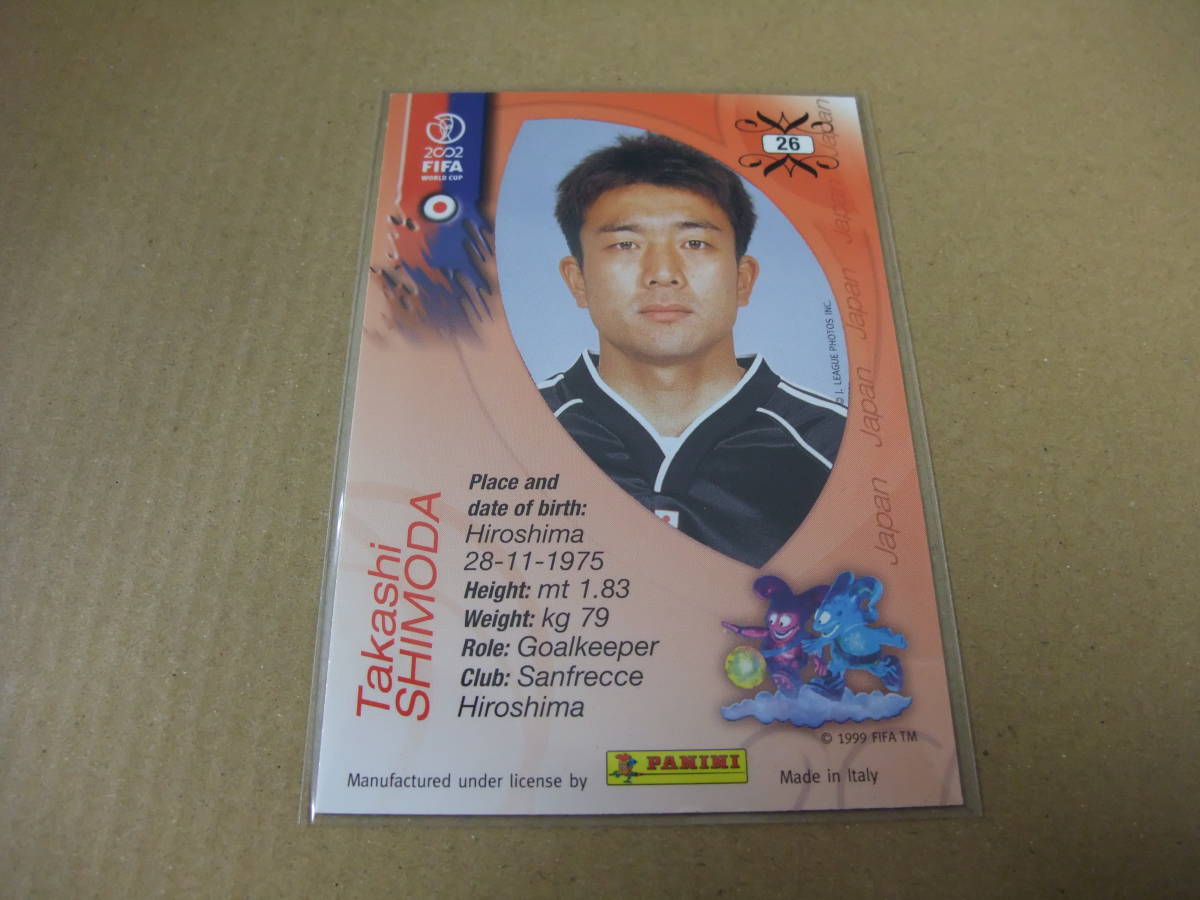 2002
FIFA
WORLD CUP
26
Japan
Japan
Japan
Japan
Japan
© J. LEAGUE PHOTOS INC.
Takashi
SHIMODA
Place and
date of birth:
Hiroshima
28-11-1975
Height: mt 1.83
Weight: kg 79
Role: Goalkeeper
Club: Sanfrecce
Hiroshima
© 1999 FIFA TM
Manufactured under license by
PANINI
Made in Italy